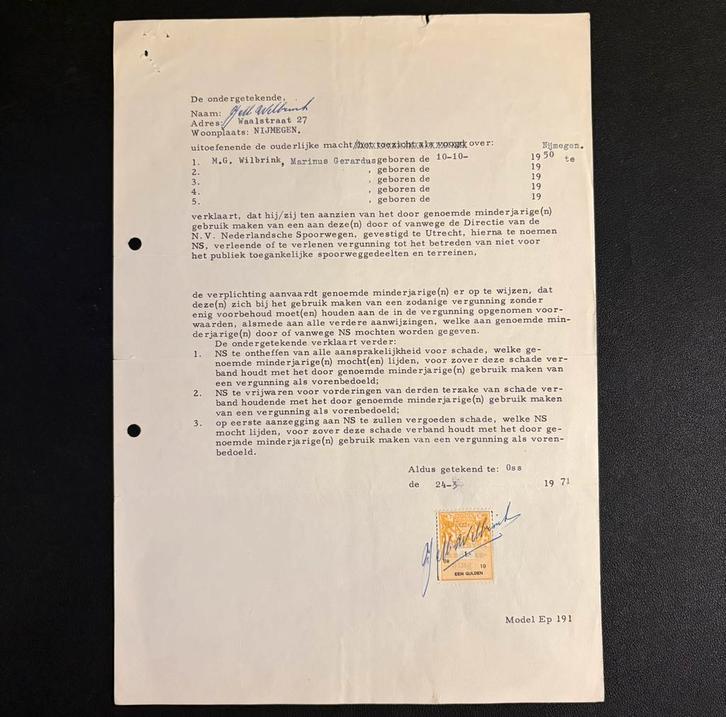 De ondergetekende,
Naam: Wilbrink
Adres: Waalstraat 27
Woonplaats: NIJMEGEN.
uitoefenende de ouderlijke macht/het toezicht als voogd over: Nijmegen.
1. M.G. Wilbrink, Marinus Gerardus geboren de 10-10- 19 50 te
2. , geboren de 19
3. , geboren de 19
4. , geboren de 19
5. , geboren de 19
verklaart, dat hij/zij ten aanzien van het door genoemde minderjarige(n)
gebruik maken van een aan deze(n) door of vanwege de Directie van de
N.V. Nederlandsche Spoorwegen, gevestigd te Utrecht, hierna te noemen
NS, verleende of te verlenen vergunning tot het betreden van niet voor
het publiek toegankelijke spoorweggedeelten en terreinen,
de verplichting aanvaardt genoemde minderjarige(n) er op te wijzen, dat
deze(n) zich bij het gebruik maken van een zodanige vergunning zonder
enig voorbehoud moet(en) houden aan de in de vergunning opgenomen voor-
waarden, alsmede aan alle verdere aanwijzingen, welke aan genoemde min-
derjarige(n) door of vanwege NS mochten worden gegeven.
De ondergetekende verklaart verder:
1. NS te ontheffen van alle aansprakelijkheid voor schade, welke ge-
noemde minderjarige(n) mocht(en) lijden, voor zover deze schade ver-
band houdt met het door genoemde minderjarige(n) gebruik maken van
een vergunning als vorenbedoeld;
2. NS te vrijwaren voor vorderingen van derden terzake van schade ver-
band houdende met het door genoemde minderjarige(n) gebruik maken
van een vergunning als vorenbedoeld;
3. op eerste aanzegging aan NS te zullen vergoeden schade, welke NS
mocht lijden, voor zover deze schade verband houdt met het door ge-
noemde minderjarige(n) gebruik maken van een vergunning als voren-
bedoeld.
Aldus getekend te: Oss
de 24-3 19 71
Wilbrink
19
EEN GULDEN
Model Ep 191